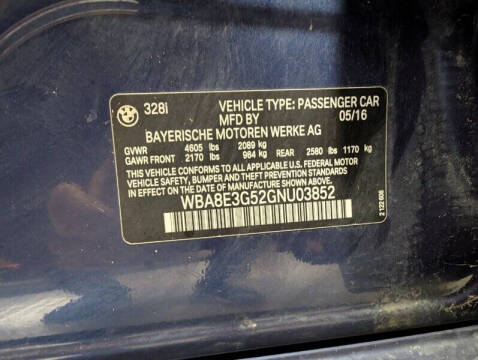 BMW
328I VEHICLE TYPE: PASSENGER CAR
MFD BY 05/16
BAYERISCHE MOTOREN WERKE AG
GVWR 4605 lbs 2089 kg
GAWR FRONT 2170 lbs 984 kg REAR 2580 lbs 1170 kg
THIS VEHICLE CONFORMS TO ALL APPLICABLE U.S. FEDERAL MOTOR
VEHICLE SAFETY, BUMPER, AND THEFT PREVENTION STANDARDS
IN EFFECT ON THE DATE OF MANUFACTURE SHOWN ABOVE.
WBA8E3G52GNU03852